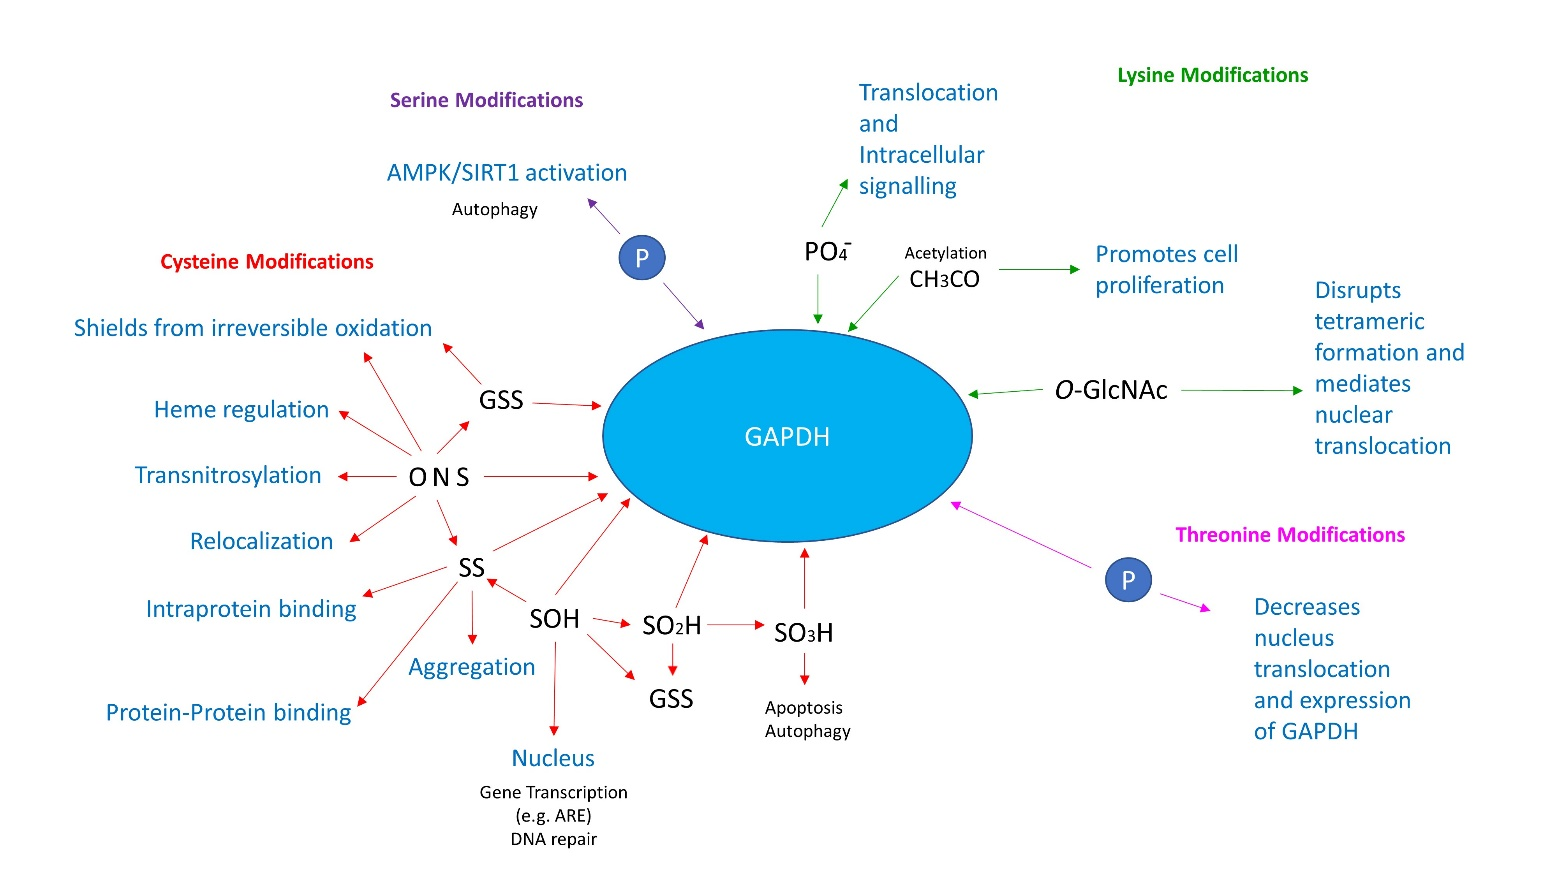 Lysine Modifications
Serine Modifications
Translocation
and
Intracellular
signalling
AMPK/SIRT1 activation
Autophagy
P
PO4-
Acetylation
CH3CO
Promotes cell
proliferation
Cysteine Modifications
Shields from irreversible oxidation
GSS
Heme regulation
Transnitrosylation
O N S
Relocalization
GAPDH
O-GlcNAc
Disrupts
tetrameric
formation and
mediates
nuclear
translocation
Threonine Modifications
P
Decreases
nucleus
translocation
and expression
of GAPDH
SS
Intraprotein binding
Aggregation
Protein-Protein binding
SOH
SO2H
SO3H
GSS
Apoptosis
Autophagy
Nucleus
Gene Transcription
(e.g. ARE)
DNA repair